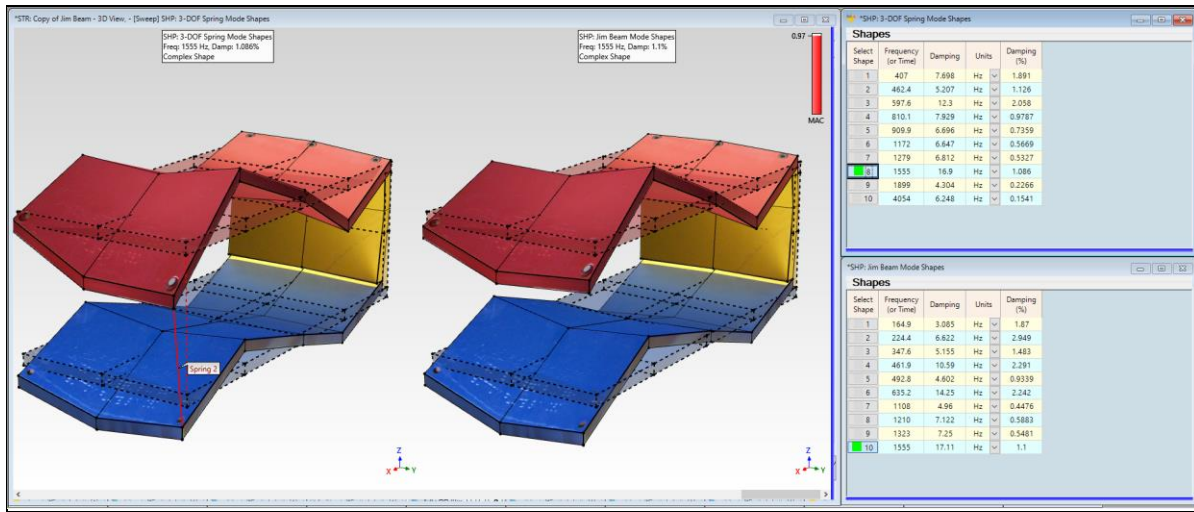 *STR: Copy of Jim Beam - 3D View, - [Sweep] SHP: 3-DOF Spring Mode Shapes
SHP: 3-DOF Spring Mode Shapes
Freq: 1555 Hz, Damp: 1.086%
Complex Shape
SHP: Jim Beam Mode Shapes
Freq: 1555 Hz, Damp: 1.1%
Complex Shape
0.97
MAC
Spring 2
Z
X Y
Z
X Y
*SHP: 3-DOF Spring Mode Shapes
Shapes
Select Shape Frequency (or Time) Damping Units Damping (%)
1 407 7.698 Hz 1.891
2 462.4 5.207 Hz 1.126
3 597.6 12.3 Hz 2.058
4 810.1 7.929 Hz 0.9787
5 909.9 6.696 Hz 0.7359
6 1172 6.647 Hz 0.5669
7 1279 6.812 Hz 0.5327
8 1555 16.9 Hz 1.086
9 1899 4.304 Hz 0.2266
10 4054 6.248 Hz 0.1541
*SHP: Jim Beam Mode Shapes
Shapes
Select Shape Frequency (or Time) Damping Units Damping (%)
1 164.9 3.085 Hz 1.87
2 224.4 6.622 Hz 2.949
3 347.6 5.155 Hz 1.483
4 461.9 10.59 Hz 2.291
5 492.8 4.602 Hz 0.9339
6 635.2 14.25 Hz 2.242
7 1108 4.96 Hz 0.4476
8 1210 7.122 Hz 0.5883
9 1323 7.25 Hz 0.5481
10 1555 17.11 Hz 1.1